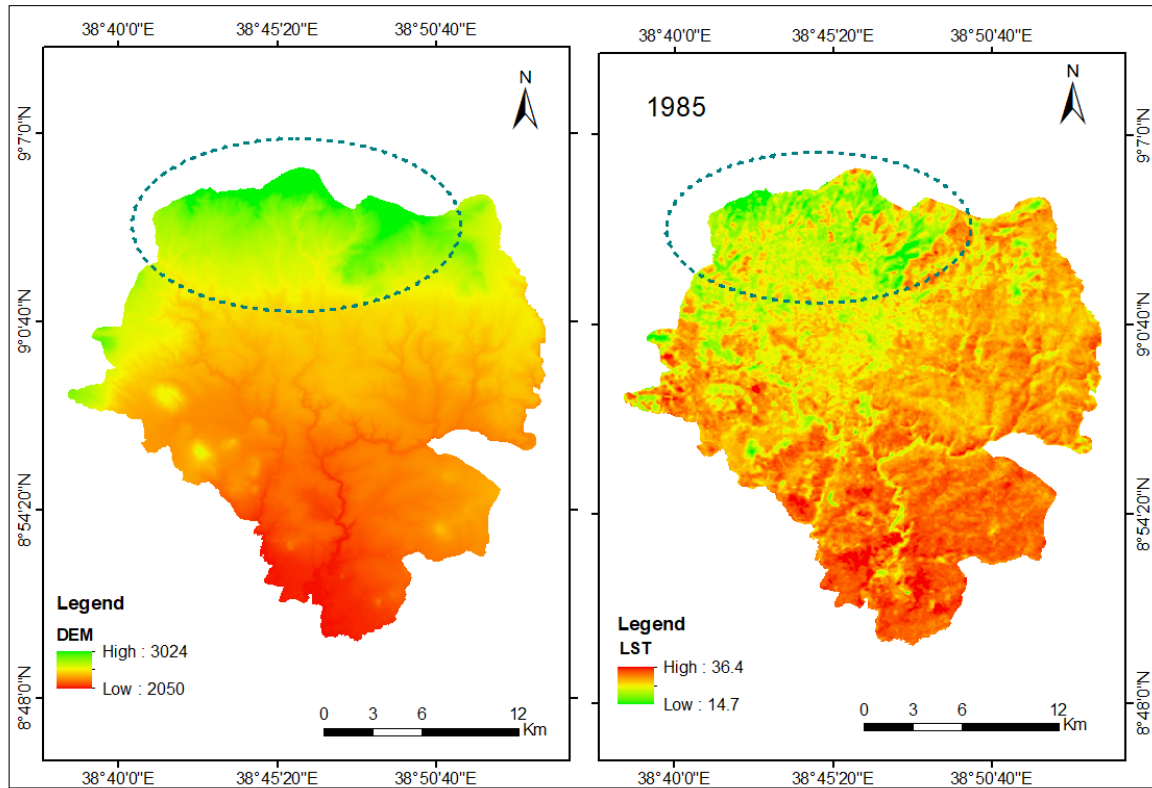 38°40'0"E 38°45'20"E 38°50'40"E
N
9°7'0"N
9°0'40"N
8°54'20"N
8°48'0"N
Legend
DEM
High : 3024
Low : 2050
0 3 6 12
Km
38°40'0"E 38°45'20"E 38°50'40"E
38°40'0"E 38°45'20"E 38°50'40"E
1985
N
9°7'0"N
9°0'40"N
8°54'20"N
8°48'0"N
Legend
LST
High : 36.4
Low : 14.7
0 3 6 12
Km
38°40'0"E 38°45'20"E 38°50'40"E